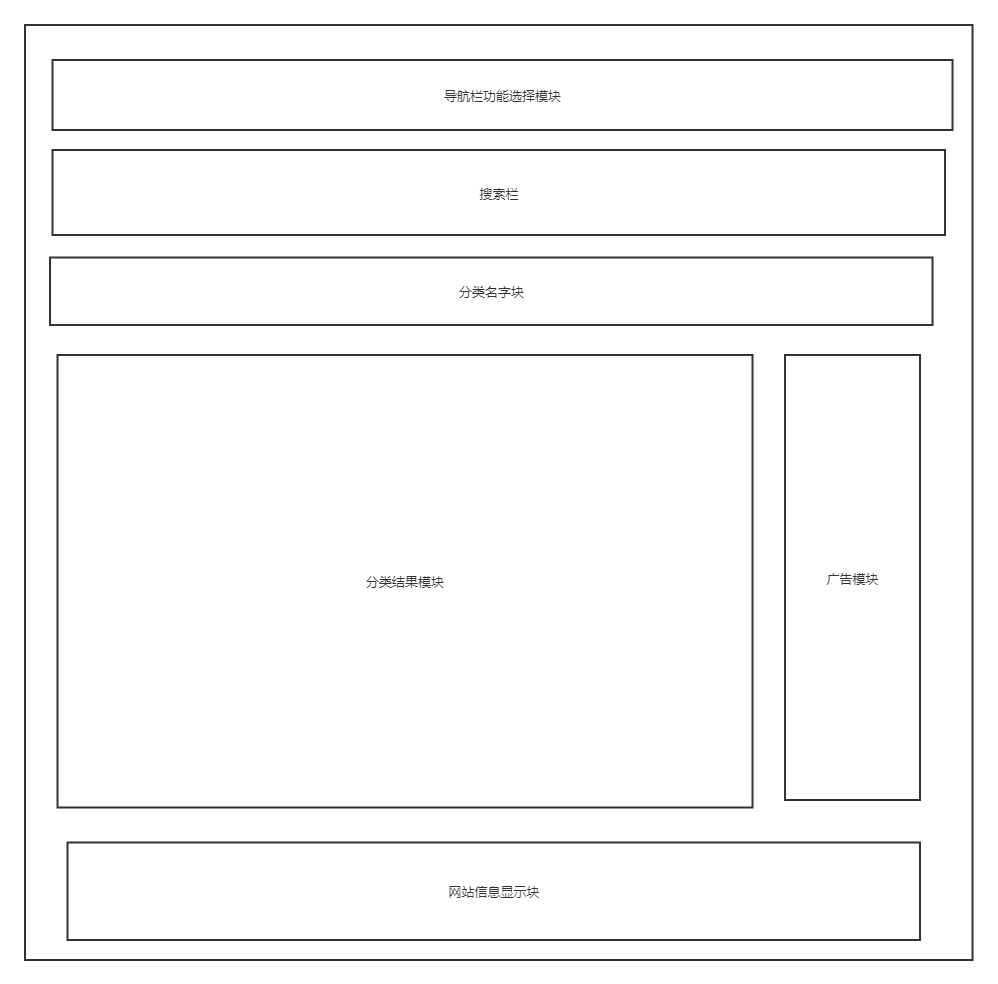 导航栏功能选择模块
搜索栏
分类名字块
分类结果模块
广告模块
网站信息显示块